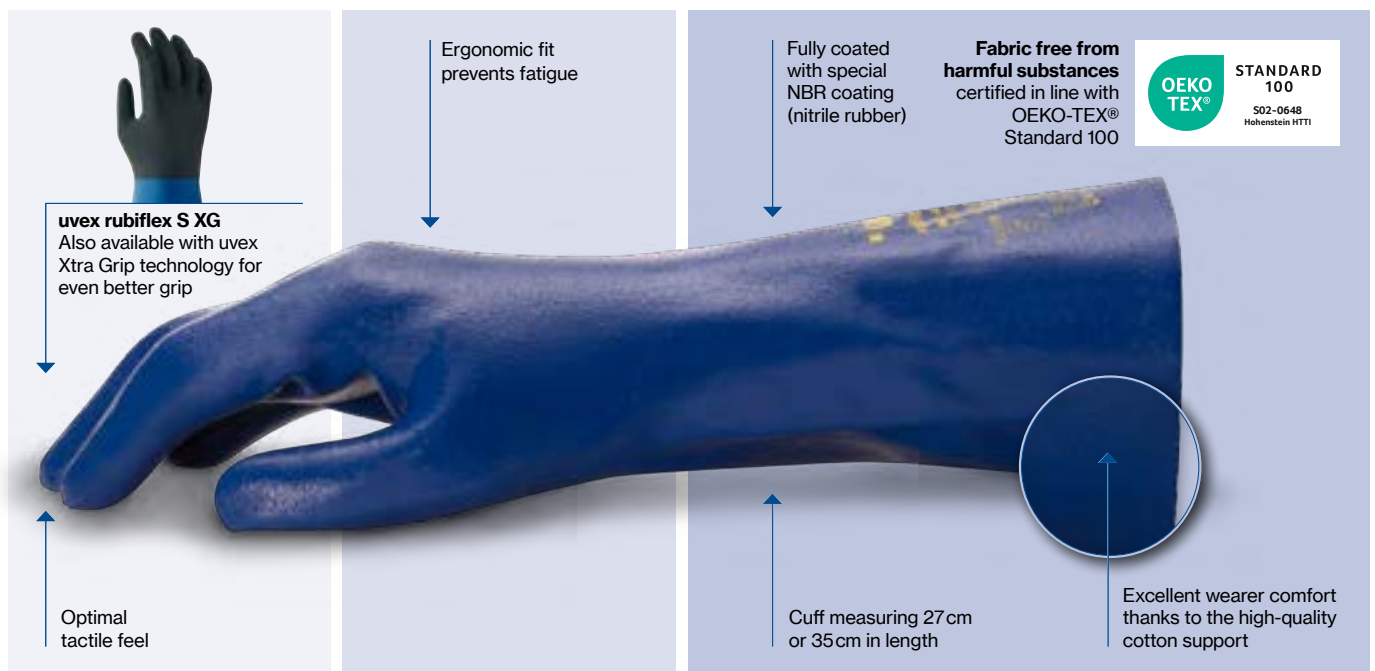 Ergonomic fit
prevents fatigue
Fully coated
with special
NBR coating
(nitrile rubber)
Fabric free from
harmful substances
certified in line with
OEKO-TEX®
Standard 100
OEKO
TEX®
STANDARD
100
S02-0648
Hohenstein HTTI
uvex rubiflex S XG
Also available with uvex
Xtra Grip technology for
even better grip
Optimal
tactile feel
Cuff measuring 27 cm
or 35 cm in length
Excellent wearer comfort
thanks to the high-quality
cotton support